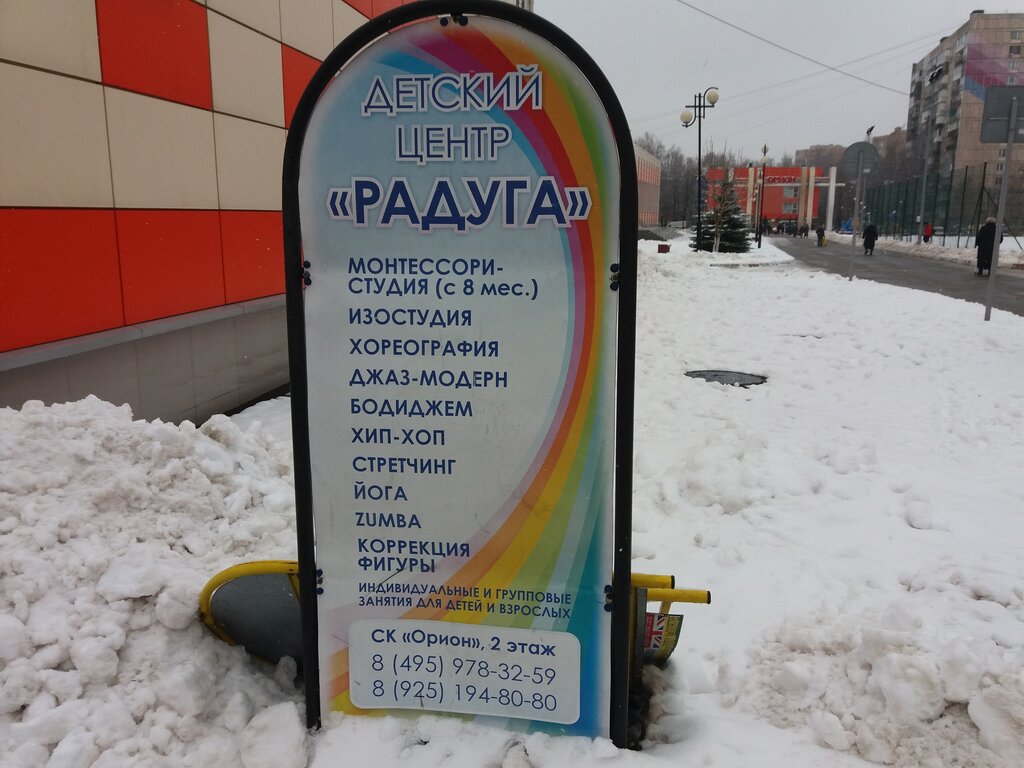 ДЕТСКИЙ
ЦЕНТР
«РАДУГА»
МОНТЕССОРИ-
СТУДИЯ (с 8 мес.)
ИЗОСТУДИЯ
ХОРЕОГРАФИЯ
ДЖАЗ-МОДЕРН
БОДИДЖЕМ
ХИП-ХОП
СТРЕТЧИНГ
ЙОГА
ZUMBA
КОРРЕКЦИЯ
ФИГУРЫ
ИНДИВИДУАЛЬНЫЕ И ГРУППОВЫЕ
ЗАНЯТИЯ ДЛЯ ДЕТЕЙ И ВЗРОСЛЫХ
СК «Орион», 2 этаж
8 (495) 978-32-59
8 (925) 194-80-80